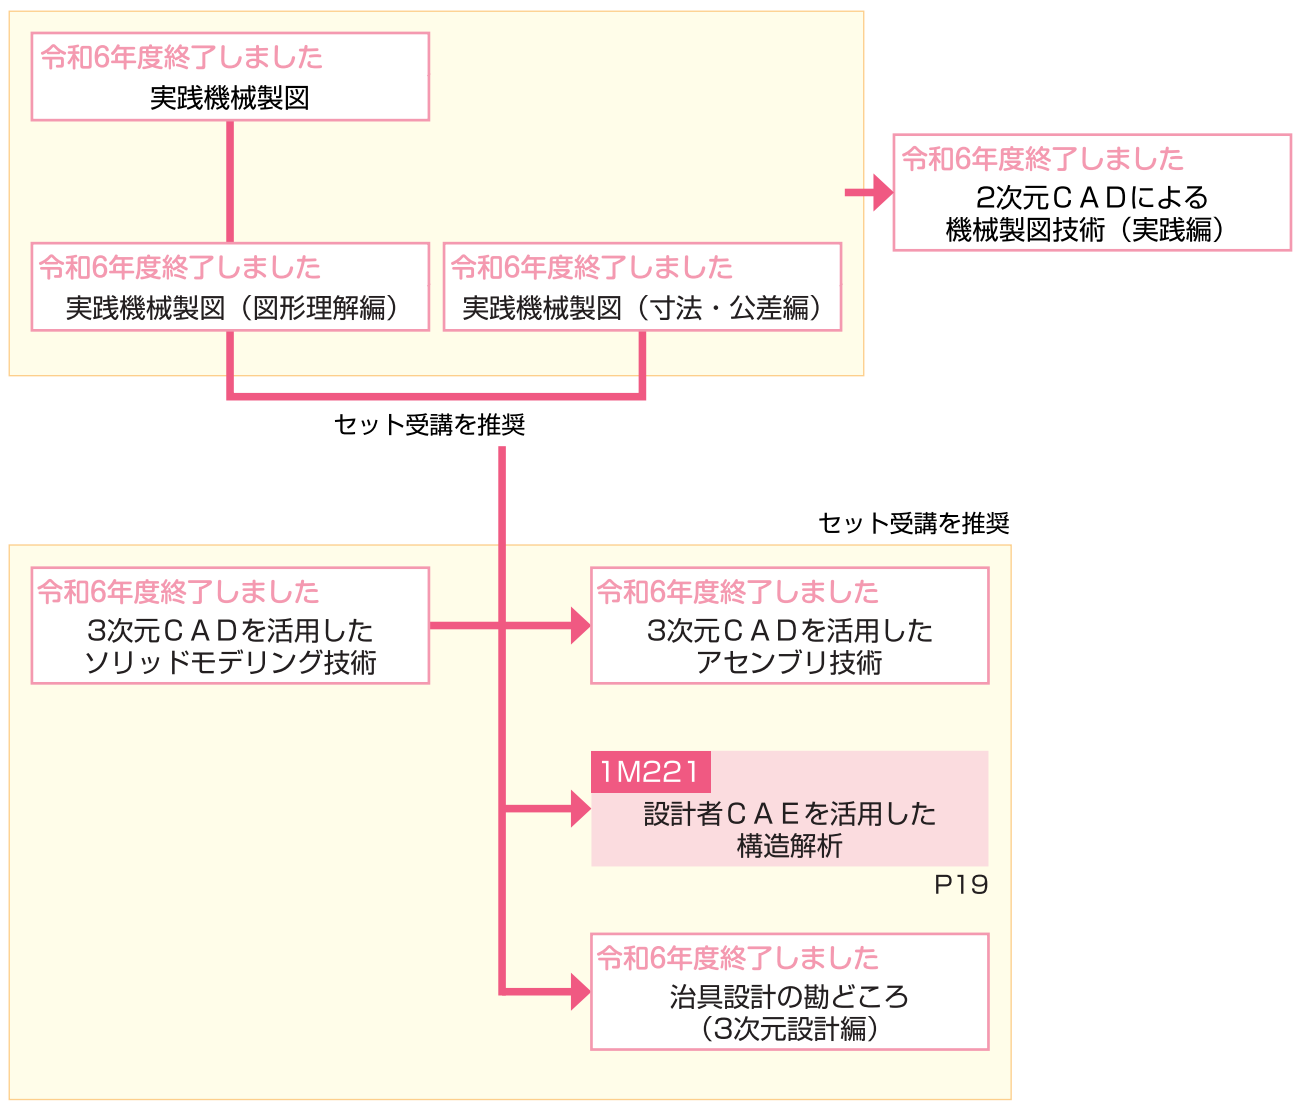 令和6年度終了しました
実践機械製図
令和6年度終了しました
2次元ＣＡＤによる
機械製図技術（実践編）
令和6年度終了しました
実践機械製図（図形理解編）
令和6年度終了しました
実践機械製図（寸法・公差編）
セット受講を推奨
セット受講を推奨
令和6年度終了しました
3次元ＣＡＤを活用した
ソリッドモデリング技術
令和6年度終了しました
3次元ＣＡＤを活用した
アセンブリ技術
1M221
設計者ＣＡＥを活用した
構造解析
P19
令和6年度終了しました
治具設計の勘どころ
（3次元設計編）